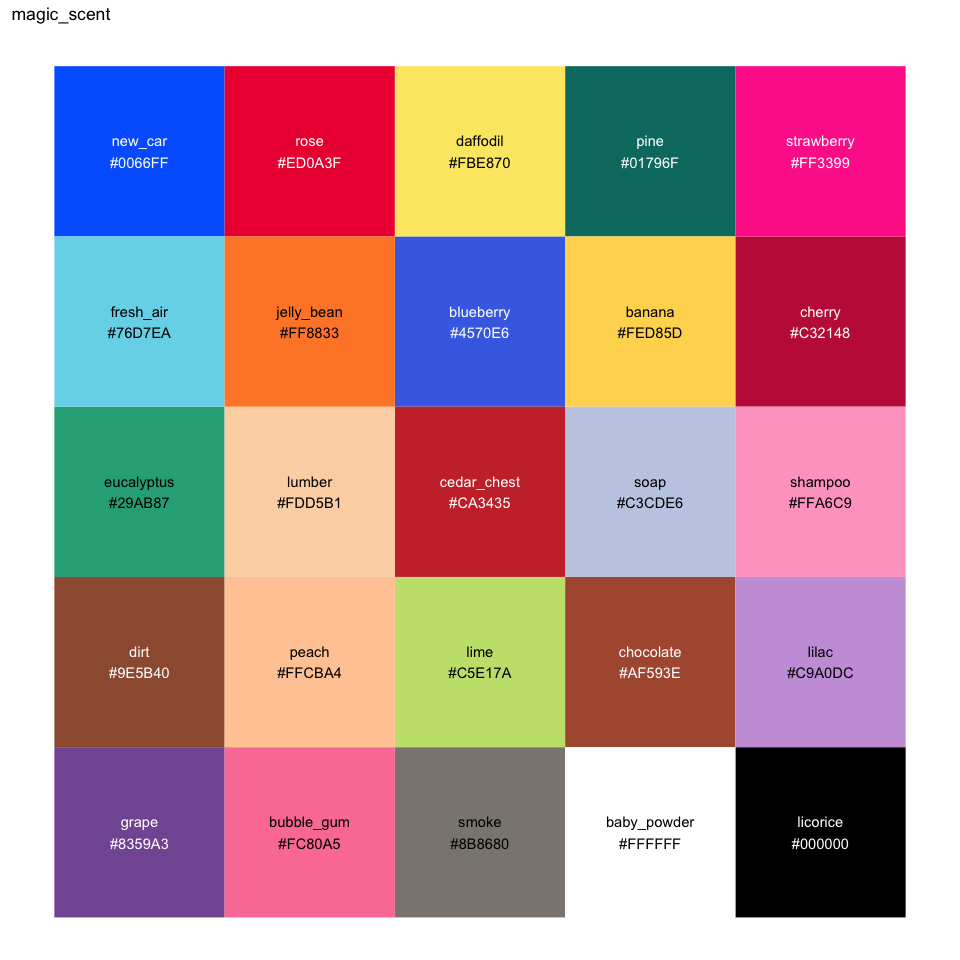 magic_scent
new_car
#0066FF
rose
#ED0A3F
daffodil
#FBE870
pine
#01796F
strawberry
#FF3399
fresh_air
#76D7EA
jelly_bean
#FF8833
blueberry
#4570E6
banana
#FED85D
cherry
#C32148
eucalyptus
#29AB87
lumber
#FDD5B1
cedar_chest
#CA3435
soap
#C3CDE6
shampoo
#FFA6C9
dirt
#9E5B40
peach
#FFCBA4
lime
#C5E17A
chocolate
#AF593E
lilac
#C9A0DC
grape
#8359A3
bubble_gum
#FC80A5
smoke
#8B8680
baby_powder
#FFFFFF
licorice
#000000